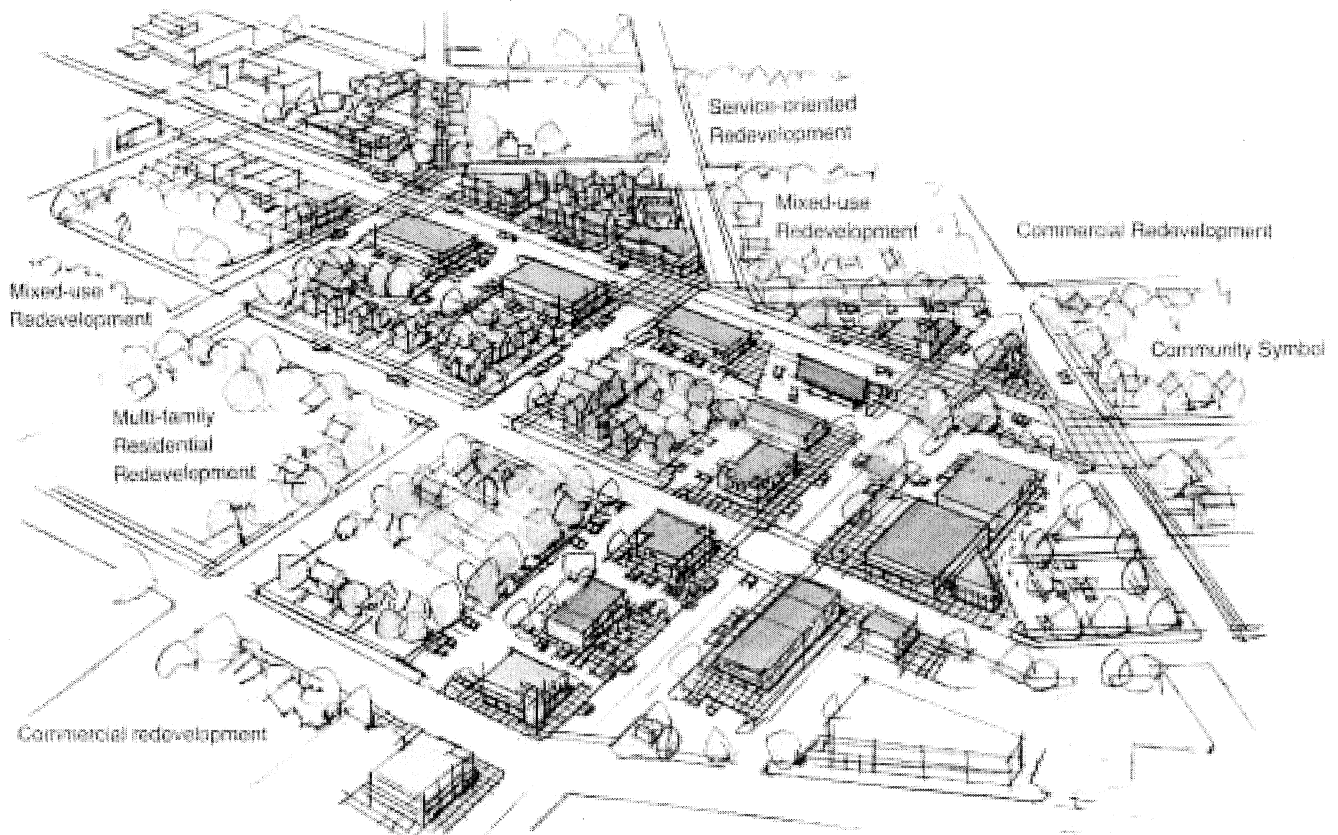 Service-oriented
Redevelopment
Mixed-use
Redevelopment
Commercial Redevelopment
Mixed-use
Redevelopment
Community Symbol
Multi-family
Residential
Redevelopment
Commercial redevelopment